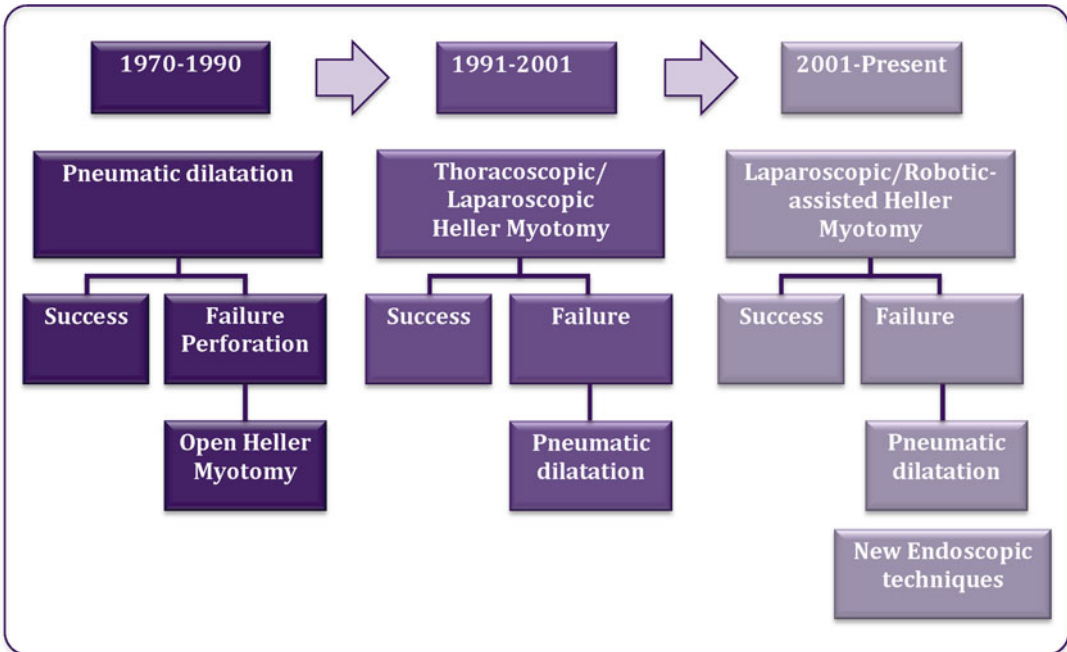 1970-1990
1991-2001
2001-Present
Pneumatic dilatation
Success
Failure
Perforation
Open Heller
Myotomy
Thoracoscopic/
Laparoscopic
Heller Myotomy
Success
Failure
Pneumatic
dilatation
Laparoscopic/Robotic-
assisted Heller
Myotomy
Success
Failure
Pneumatic
dilatation
New Endoscopic
techniques